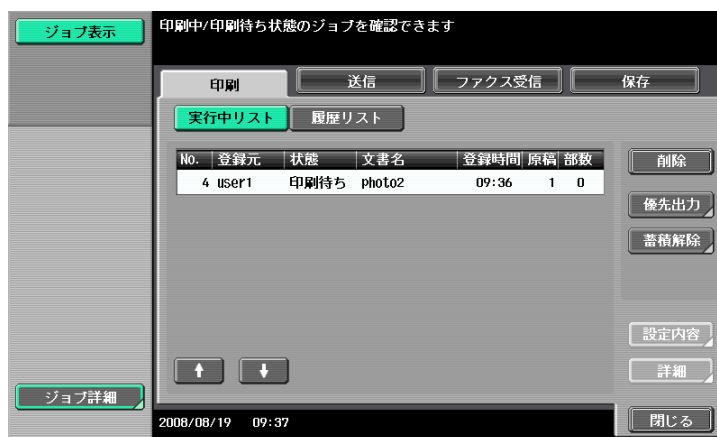 ジョブ表示
印刷中/印刷待ち状態のジョブを確認できます
印刷 送信 ファクス受信 保存
実行中リスト 履歴リスト
No. 登録元 状態 文書名 登録時間 原稿 部数
4 user1 印刷待ち photo2 09:36 1 0
削除
優先出力
蓄積解除
設定内容
詳細
ジョブ詳細
2008/08/19 09:37
閉じる